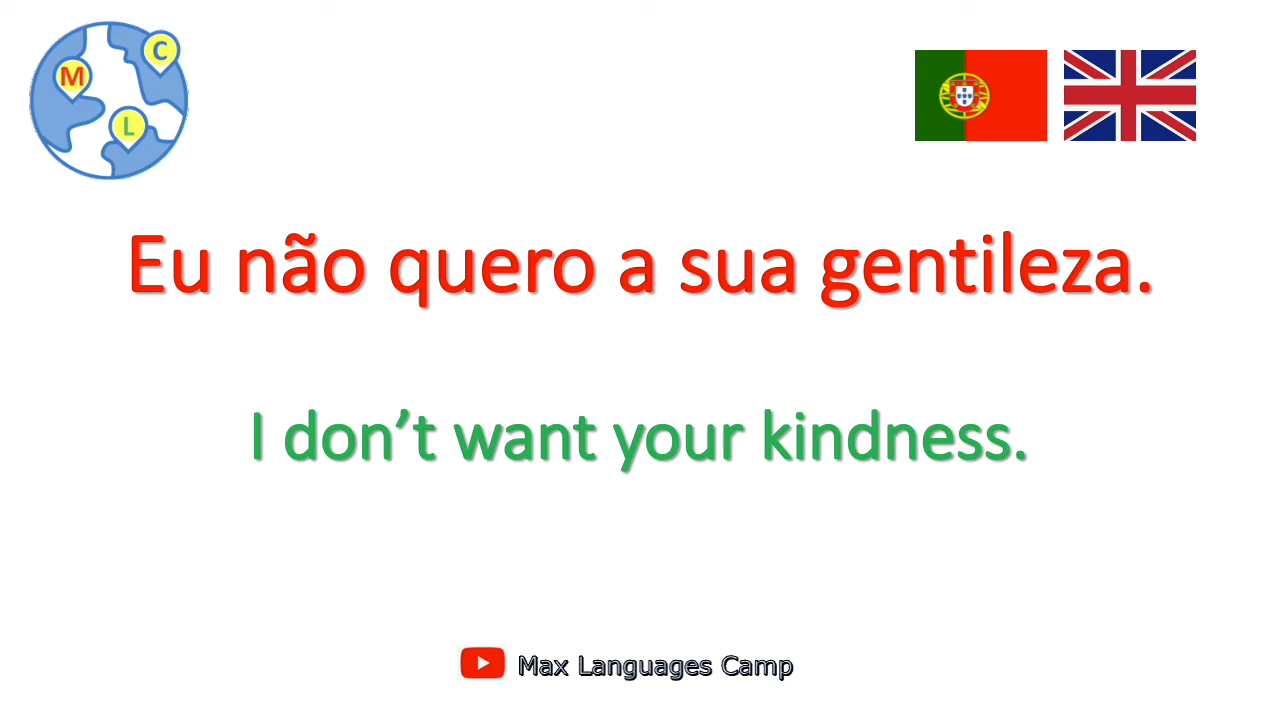 C
M
L
Eu não quero a sua gentileza.
I don’t want your kindness.
Max Languages Camp